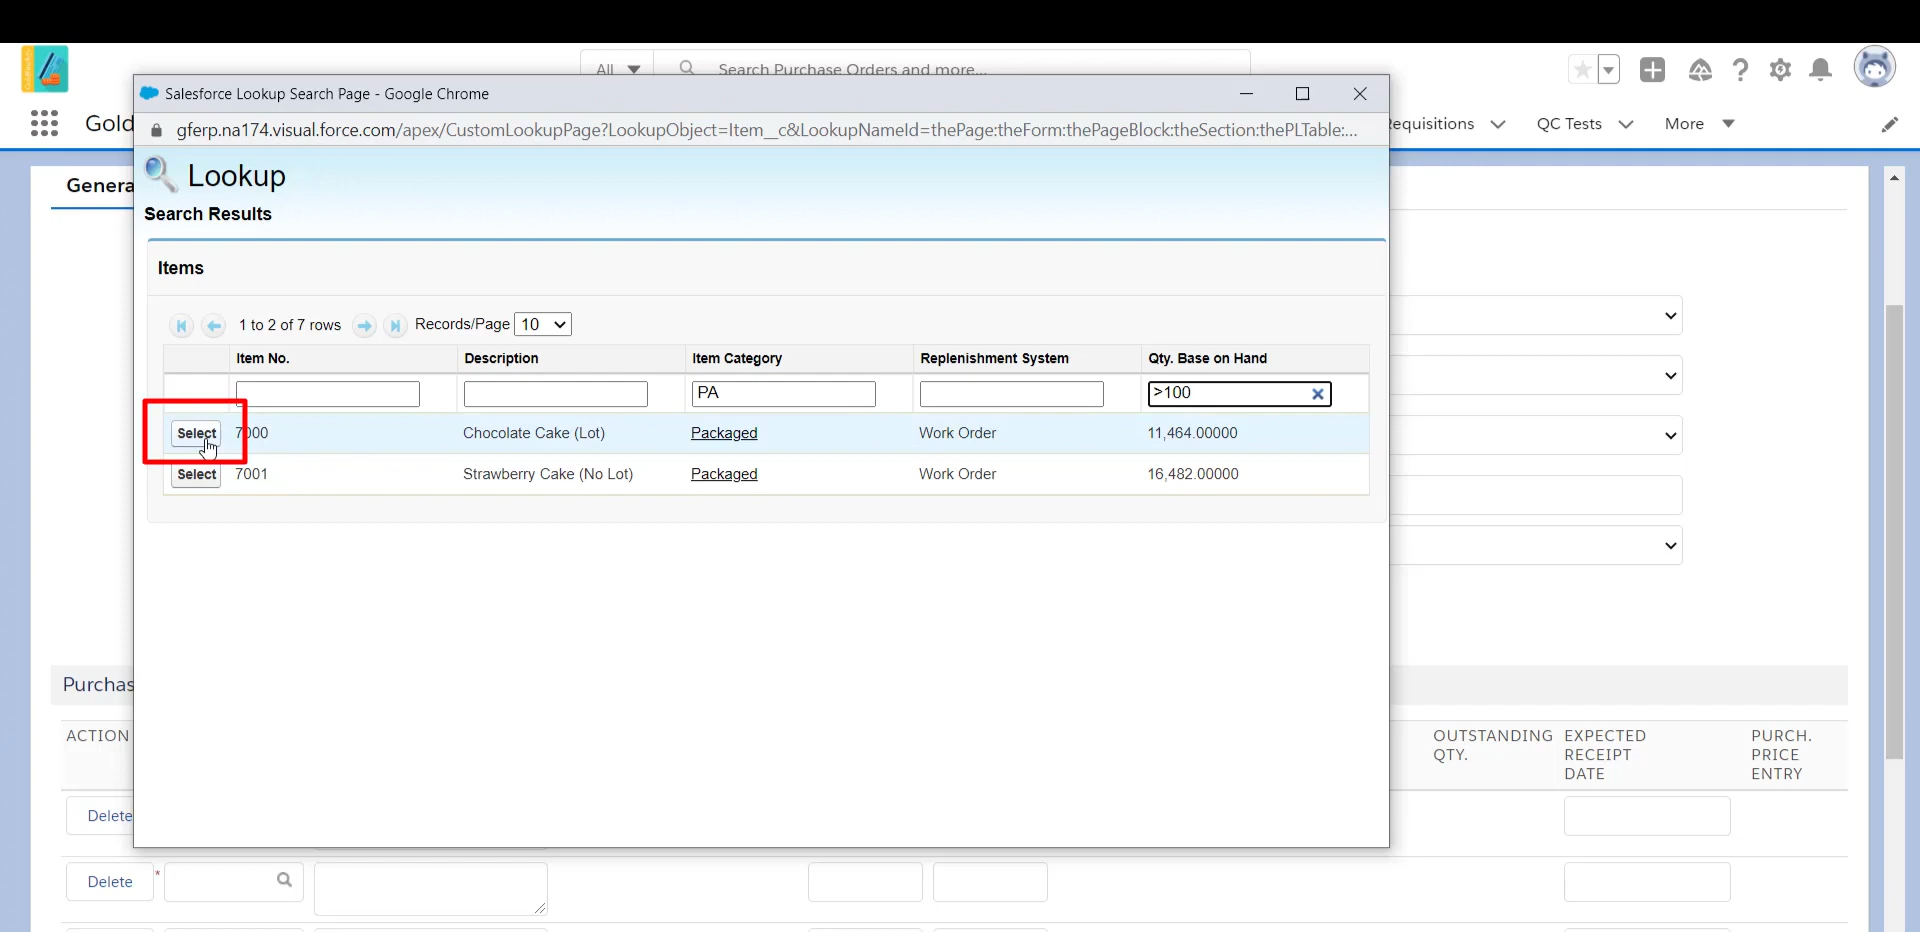 All
Search Purchase Orders and more...
Salesforce Lookup Search Page - Google Chrome
Gold
gferp.na174.visual.force.com/apex/CustomLookupPage?LookupObject=Item__c&LookupNameId=thePage:theForm:thePageBlock:theSection:thePLTable:...
Requisitions
QC Tests
More
Lookup
Genera
Search Results
Items
1 to 2 of 7 rows
Records/Page
10
Item No.
Description
Item Category
Replenishment System
Qty. Base on Hand
PA
>100
Select
7000
Chocolate Cake (Lot)
Packaged
Work Order
11,464.00000
Select
7001
Strawberry Cake (No Lot)
Packaged
Work Order
16,482.00000
Purchas
ACTION
OUTSTANDING
QTY.
EXPECTED
RECEIPT
DATE
PURCH.
PRICE
ENTRY
Delete
Delete
*